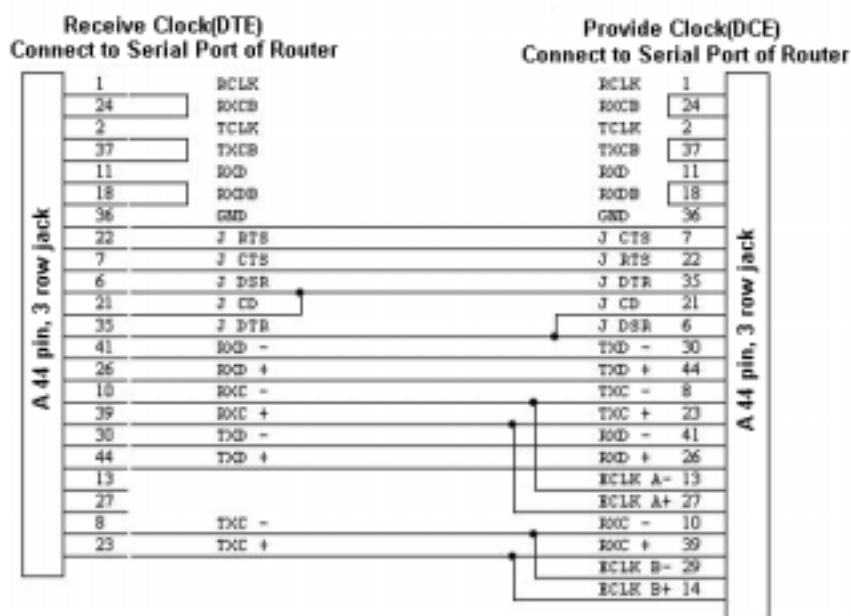 Receive Clock(DTE)
Connect to Serial Port of Router
Provide Clock(DCE)
Connect to Serial Port of Router
A 44 pin, 3 row jack
1 RCLK RCLK 1
24 RXCB RXCB 24
2 TCLK TCLK 2
37 TXCB TXCB 37
11 RXD RXD 11
18 RXDB RXDB 18
36 GND GND 36
22 J RTS J CTS 7
7 J CTS J RTS 22
6 J DSR J DTR 35
21 J CD J CD 21
35 J DTR J DSR 6
41 RXD - TXD - 30
26 RXD + TXD + 44
10 RXC - TXC - 8
39 RXC + TXC + 23
30 TXD - RXD - 41
44 TXD + RXD + 26
13 ECLK A- 13
27 ECLK A+ 27
8 TXC - RXC - 10
23 TXC + RXC + 39
ECLK B- 29
ECLK B+ 14
A 44 pin, 3 row jack